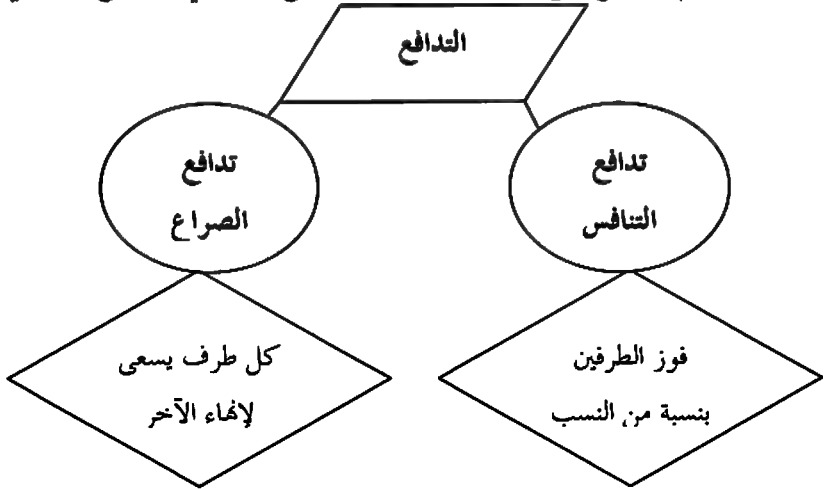 التدافع
تدافع
التنافس
تدافع
الصراع
فوز الطرفين
بنسبة من النسب
كل طرف يسعى
لإنهاء الآخر